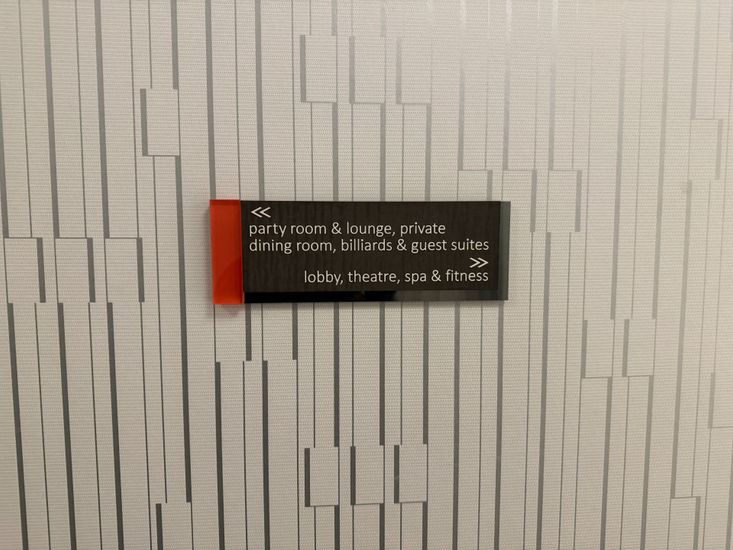 <<
party room & lounge, private
dining room, billiards & guest suites
>>
lobby, theatre, spa & fitness